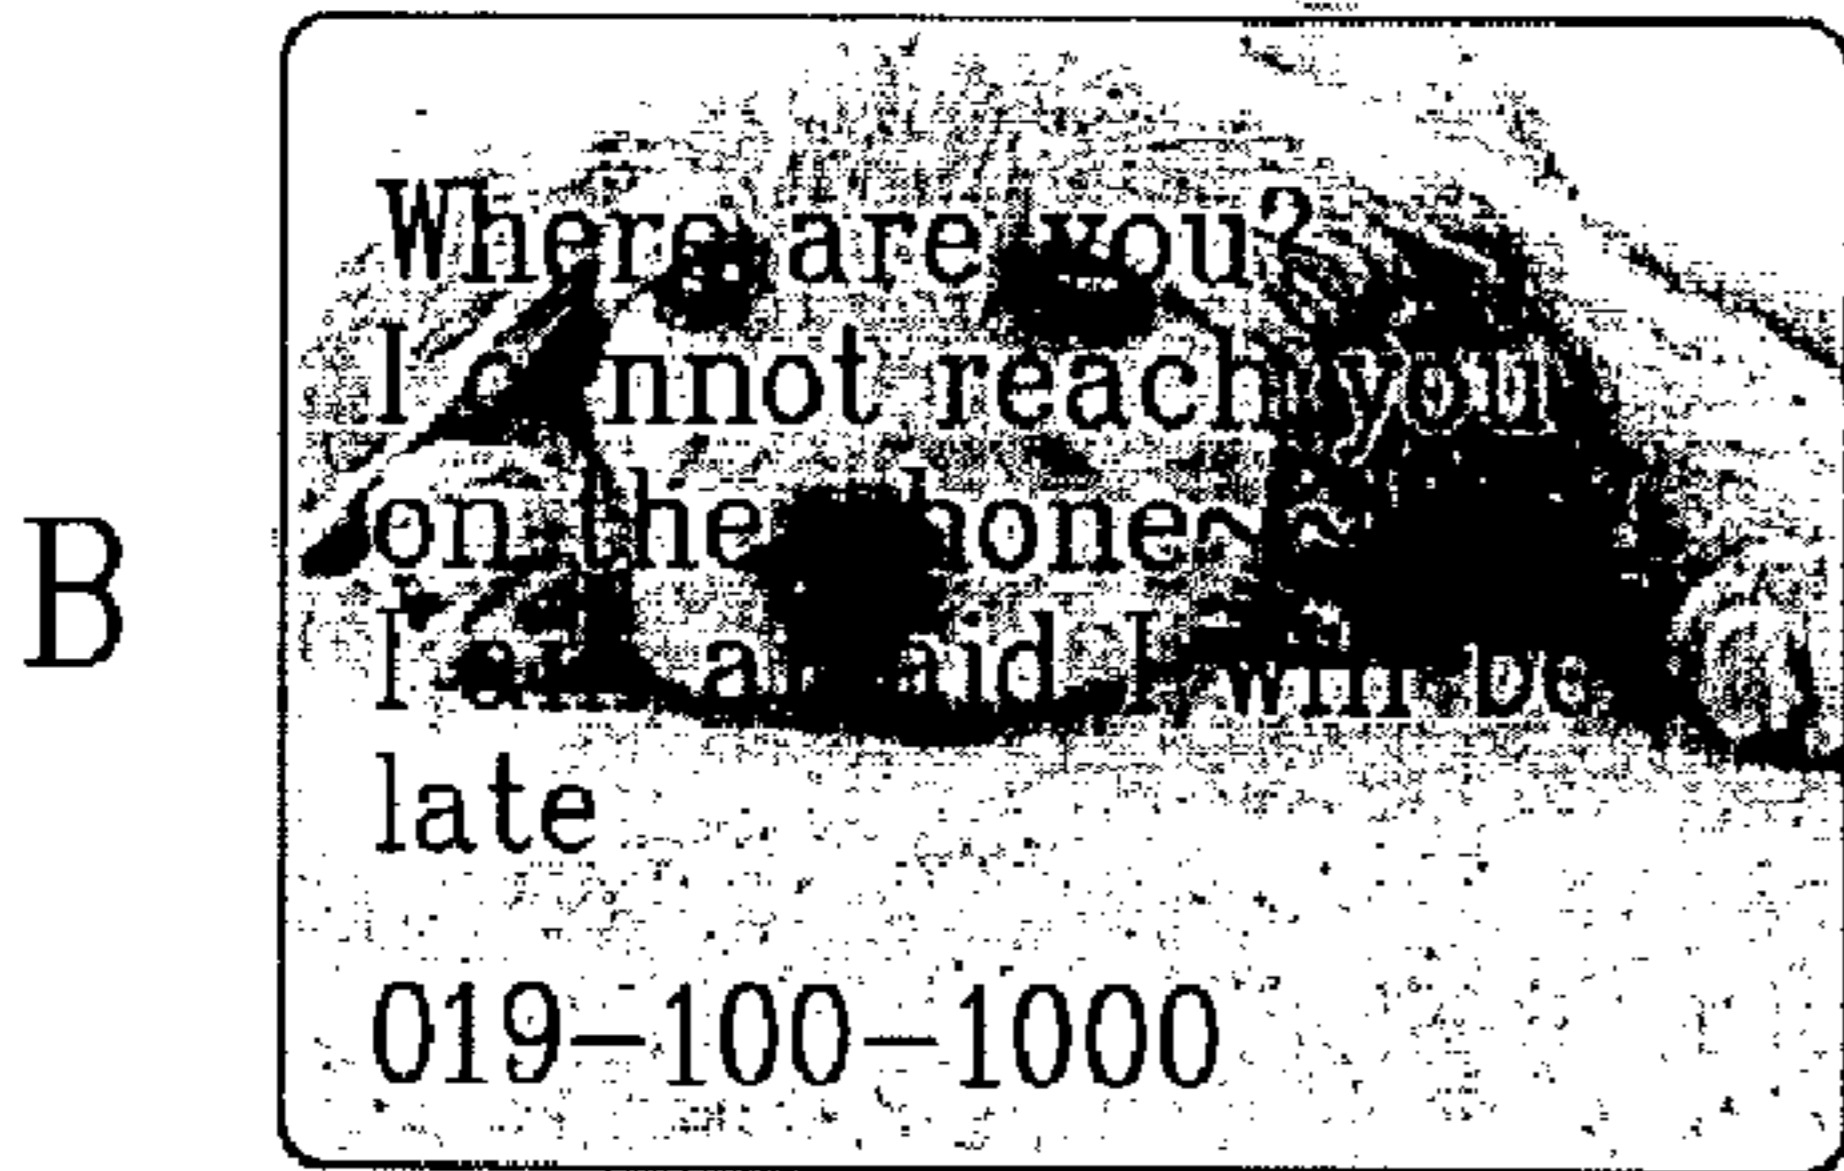 B
Where are you?
I cannot reach you
on the phone~~
I am afraid I will be
late
019-100-1000